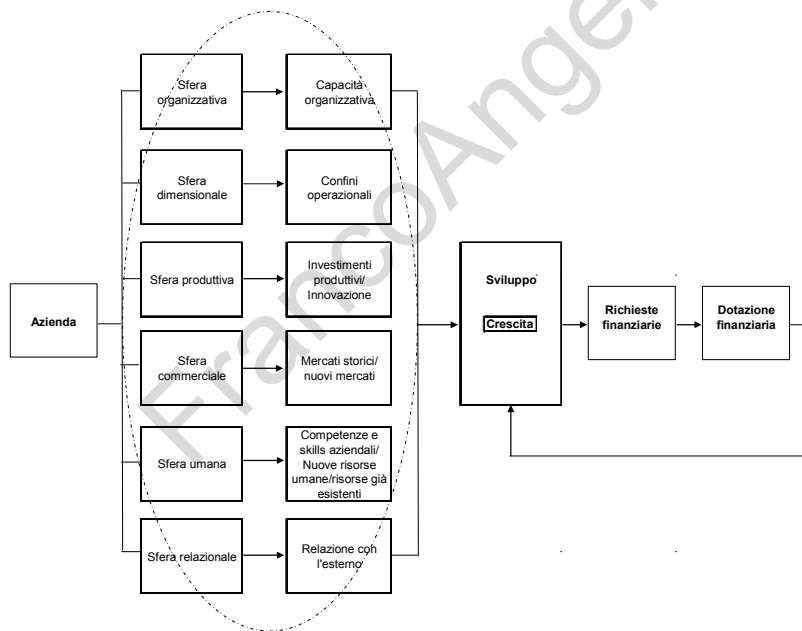 Sfera
organizzativa
Capacità
organizzativa
Sfera
dimensionale
Confini
operazionali
Sfera produttiva
Investimenti
produttivi/
Innovazione
Azienda
Sfera
commerciale
Mercati storici/
nuovi mercati
Sfera umana
Competenze e
skills aziendali/
Nuove risorse
umane/risorse già
esistenti
Sfera relazionale
Relazione con
l'esterno
Sviluppo
Crescita
Richieste
finanziarie
Dotazione
finanziaria
FrancoAngel